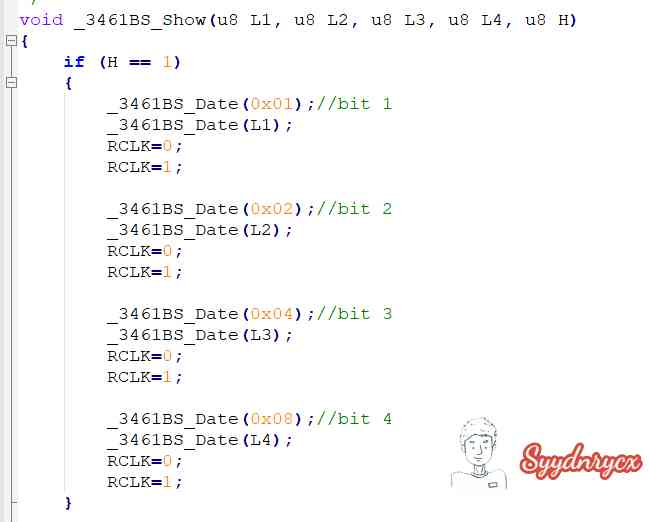 void _3461BS_Show(u8 L1, u8 L2, u8 L3, u8 L4, u8 H)
{
if (H == 1)
{
_3461BS_Date(0x01);//bit 1
_3461BS_Date(L1);
RCLK=0;
RCLK=1;
_3461BS_Date(0x02);//bit 2
_3461BS_Date(L2);
RCLK=0;
RCLK=1;
_3461BS_Date(0x04);//bit 3
_3461BS_Date(L3);
RCLK=0;
RCLK=1;
_3461BS_Date(0x08);//bit 4
_3461BS_Date(L4);
RCLK=0;
RCLK=1;
}
Syydnrycx